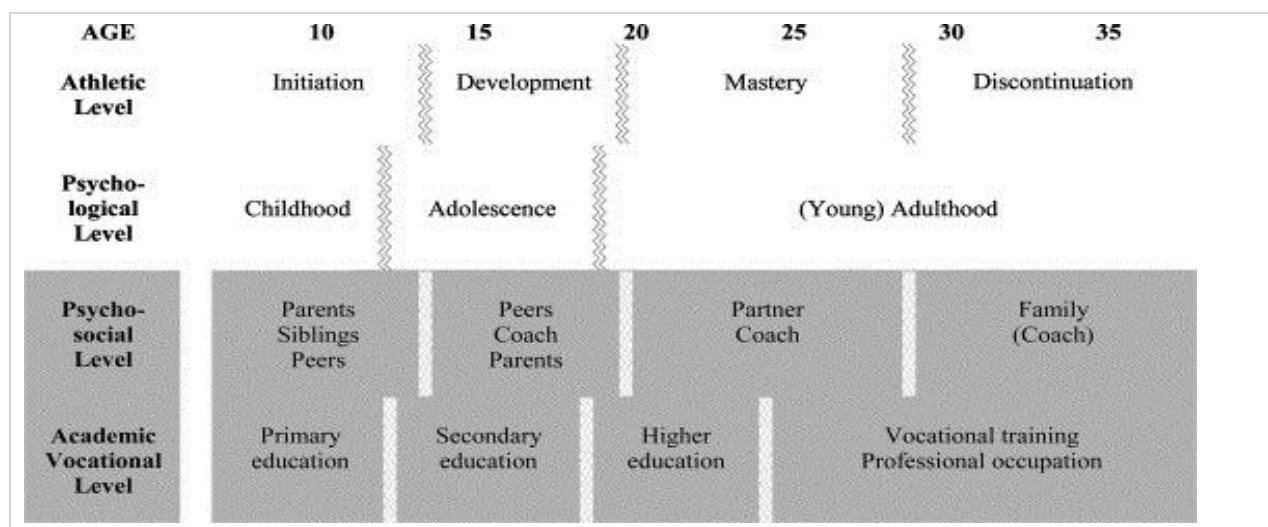 AGE 10 15 20 25 30 35
Athletic
Level
Initiation
Development
Mastery
Discontinuation
Psycho-
logical
Level
Childhood
Adolescence
(Young) Adulthood
Psycho-
social
Level
Parents
Siblings
Peers
Peers
Coach
Parents
Partner
Coach
Family
(Coach)
Academic
Vocational
Level
Primary
education
Secondary
education
Higher
education
Vocational training
Professional occupation